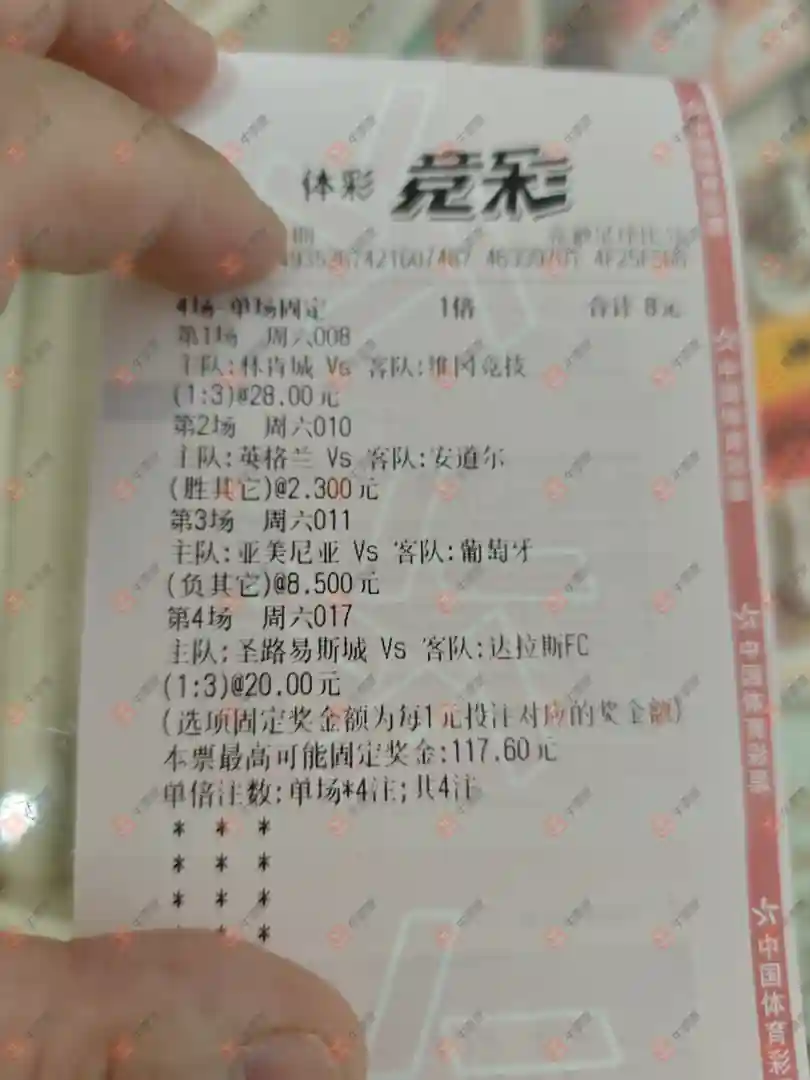 体彩 竞彩
4场-单场固定 1倍 合计 8元
第1场 周六008
主队:林肯城 Vs 客队:维冈竞技
(1:3)@28.00元
第2场 周六010
主队:英格兰 Vs 客队:安道尔
(胜其它)@2.300元
第3场 周六011
主队:亚美尼亚 Vs 客队:葡萄牙
(负其它)@8.500元
第4场 周六017
主队:圣路易斯城 Vs 客队:达拉斯FC
(1:3)@20.00元
(选项固定奖金额为每1元投注对应的奖金额)
本票最高可能固定奖金:117.60元
单倍注数:单场*4注;共4注
* * *
* * *
* * *
* *
中国体育彩